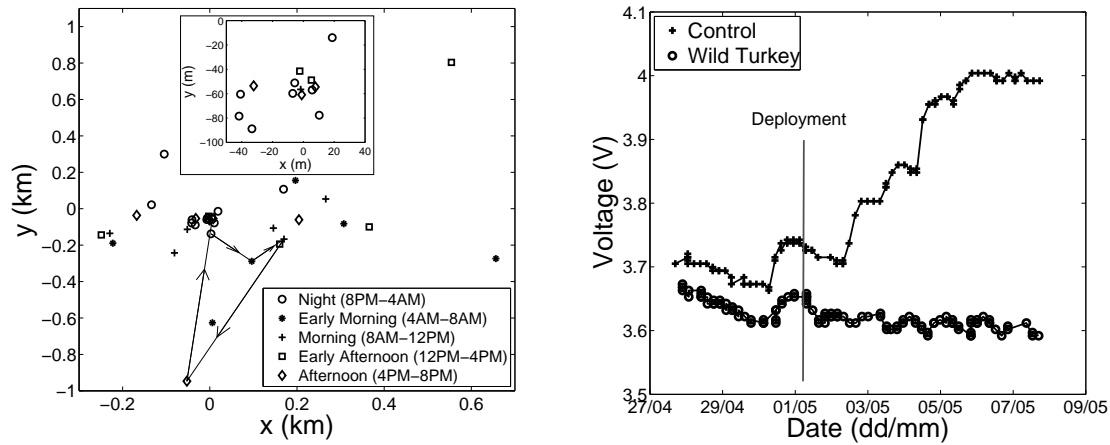 1
0.8
0.6
0.4
0.2
0
−0.2
−0.4
−0.6
−0.8
−1
y (km)
−0.2 0 0.2 0.4 0.6
x (km)
0
−20
−40
−60
−80
−100
y (m)
−40 −20 0 20 40
x (m)
Night (8PM−4AM)
Early Morning (4AM−8AM)
Morning (8AM−12PM)
Early Afternoon (12PM−4PM)
Afternoon (4PM−8PM)
4.1
4
3.9
3.8
3.7
3.6
3.5
Voltage (V)
Control
Wild Turkey
Deployment
27/04 29/04 01/05 03/05 05/05 07/05 09/05
Date (dd/mm)